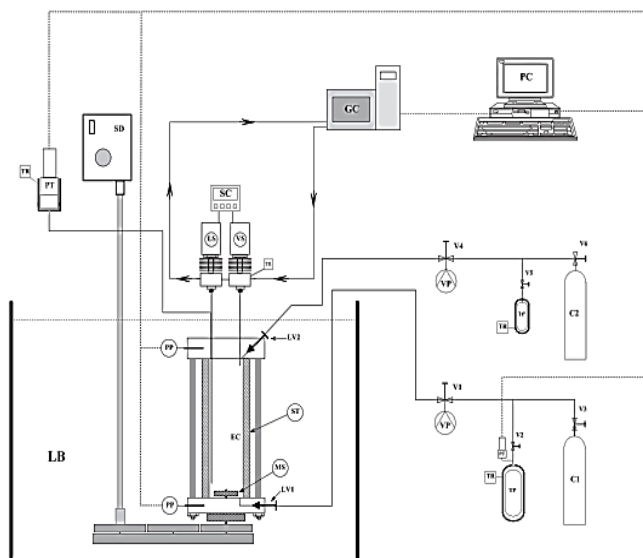 PC
GC
SD
TR
PT
SC
LS
VS
TR
V4
V6
VP
V5
TR
TP
C2
LV2
PP
V1
V3
VP
ST
EC
V2
PT
LB
MS
TR
TP
C1
LV1
PP